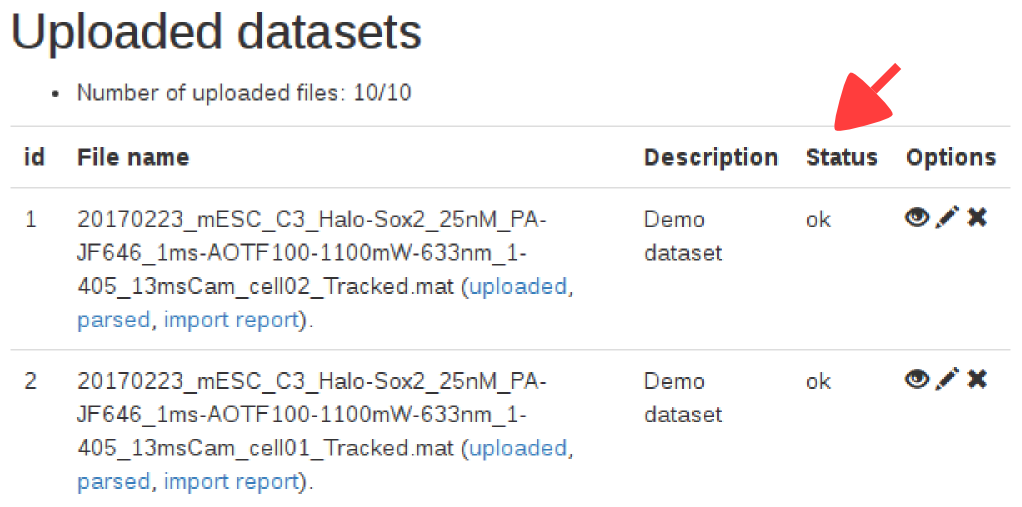 Uploaded datasets
• Number of uploaded files: 10/10
id File name Description Status Options
1 20170223_mESC_C3_Halo-Sox2_25nM_PA- Demo ok
JF646_1ms-AOTF100-1100mW-633nm_1- dataset
405_13msCam_cell02_Tracked.mat (uploaded,
parsed, import report).
2 20170223_mESC_C3_Halo-Sox2_25nM_PA- Demo ok
JF646_1ms-AOTF100-1100mW-633nm_1- dataset
405_13msCam_cell01_Tracked.mat (uploaded,
parsed, import report).